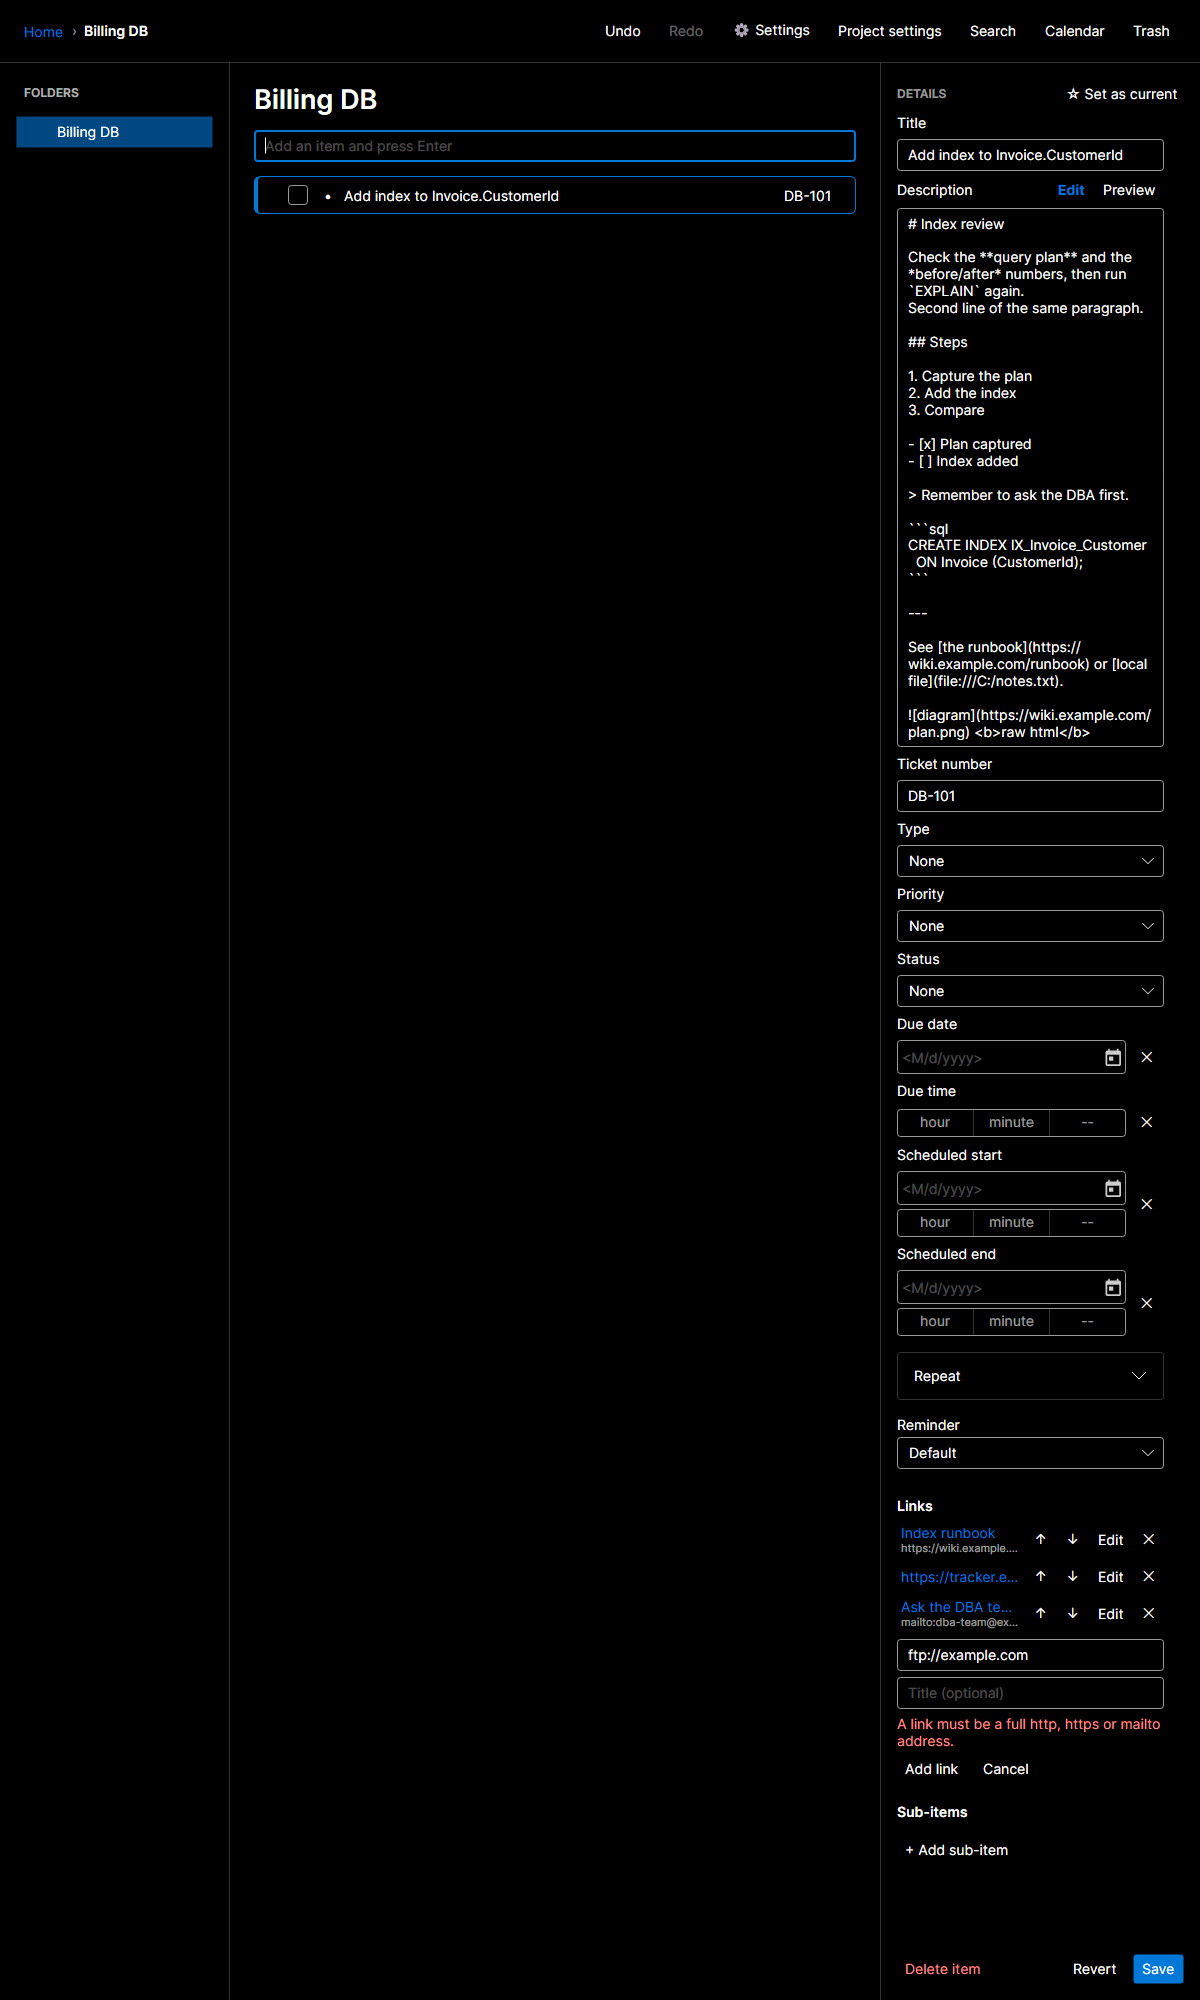 Home › Billing DB
Undo Redo Settings Project settings Search Calendar Trash
FOLDERS
Billing DB
Billing DB
Add an item and press Enter
• Add index to Invoice.CustomerId DB-101
DETAILS
☆ Set as current
Title
Add index to Invoice.CustomerId
Description Edit Preview
# Index review
Check the **query plan** and the
*before/after* numbers, then run
`EXPLAIN` again.
Second line of the same paragraph.
## Steps
1. Capture the plan
2. Add the index
3. Compare
- [x] Plan captured
- [ ] Index added
> Remember to ask the DBA first.
```sql
CREATE INDEX IX_Invoice_Customer
  ON Invoice (CustomerId);
```
---
See [the runbook](https://
wiki.example.com/runbook) or [local
file](file:///C:/notes.txt).
![diagram](https://wiki.example.com/
plan.png) <b>raw html</b>
Ticket number
DB-101
Type
None
Priority
None
Status
None
Due date
<M/d/yyyy>
Due time
hour minute --
Scheduled start
<M/d/yyyy>
hour minute --
Scheduled end
<M/d/yyyy>
hour minute --
Repeat
Reminder
Default
Links
Index runbook
https://wiki.example....
↑ ↓ Edit ×
https://tracker.e... ↑ ↓ Edit ×
Ask the DBA te...
mailto:dba-team@ex...
↑ ↓ Edit ×
ftp://example.com
Title (optional)
A link must be a full http, https or mailto
address.
Add link Cancel
Sub-items
+ Add sub-item
Delete item Revert Save